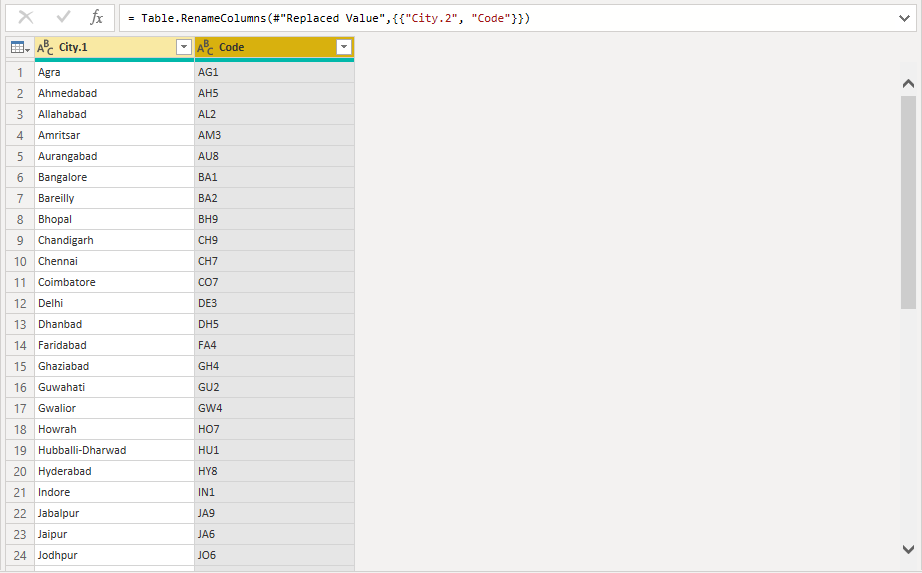 fx = Table.RenameColumns(#"Replaced Value",{{"City.2", "Code"}})
ABC City.1 ABC Code
1 Agra AG1
2 Ahmedabad AH5
3 Allahabad AL2
4 Amritsar AM3
5 Aurangabad AU8
6 Bangalore BA1
7 Bareilly BA2
8 Bhopal BH9
9 Chandigarh CH9
10 Chennai CH7
11 Coimbatore CO7
12 Delhi DE3
13 Dhanbad DH5
14 Faridabad FA4
15 Ghaziabad GH4
16 Guwahati GU2
17 Gwalior GW4
18 Howrah HO7
19 Hubballi-Dharwad HU1
20 Hyderabad HY8
21 Indore IN1
22 Jabalpur JA9
23 Jaipur JA6
24 Jodhpur JO6